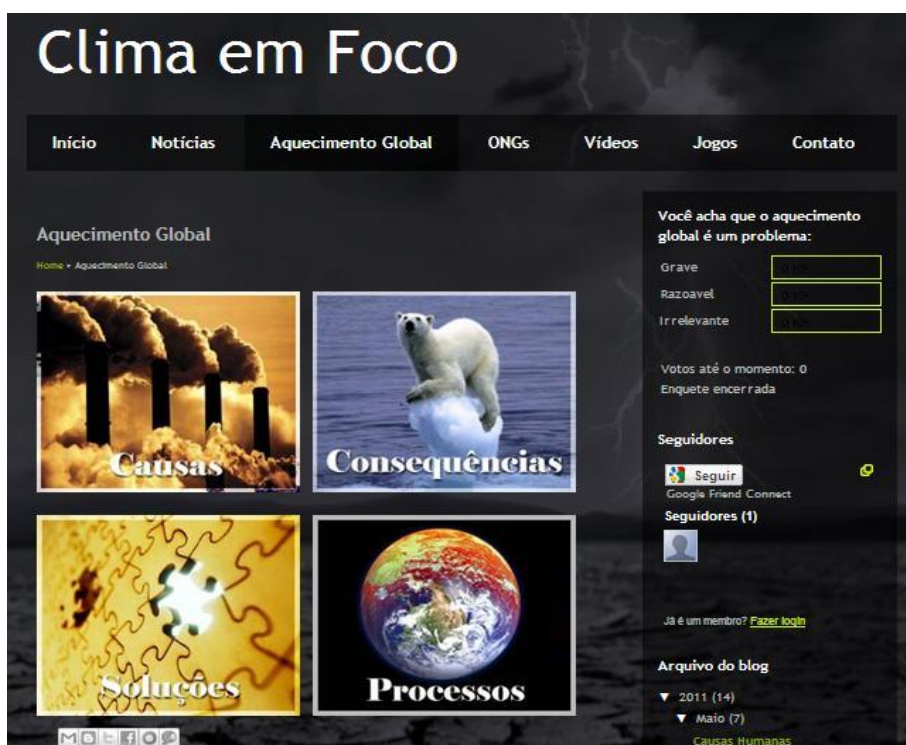 Clima em Foco
Início Notícias Aquecimento Global ONGs Vídeos Jogos Contato
Aquecimento Global
Home » Aquecimento Global
Causas
Consequências
Soluções
Processos
Você acha que o aquecimento
global é um problema:
Grave
Razoavel
Irrelevante
Votos até o momento: 0
Enquete encerrada
Seguidores
Seguir
Google Friend Connect
Seguidores (1)
Já é um membro? Fazer login
Arquivo do blog
▼ 2011 (14)
▼ Maio (7)
Causas Humanas